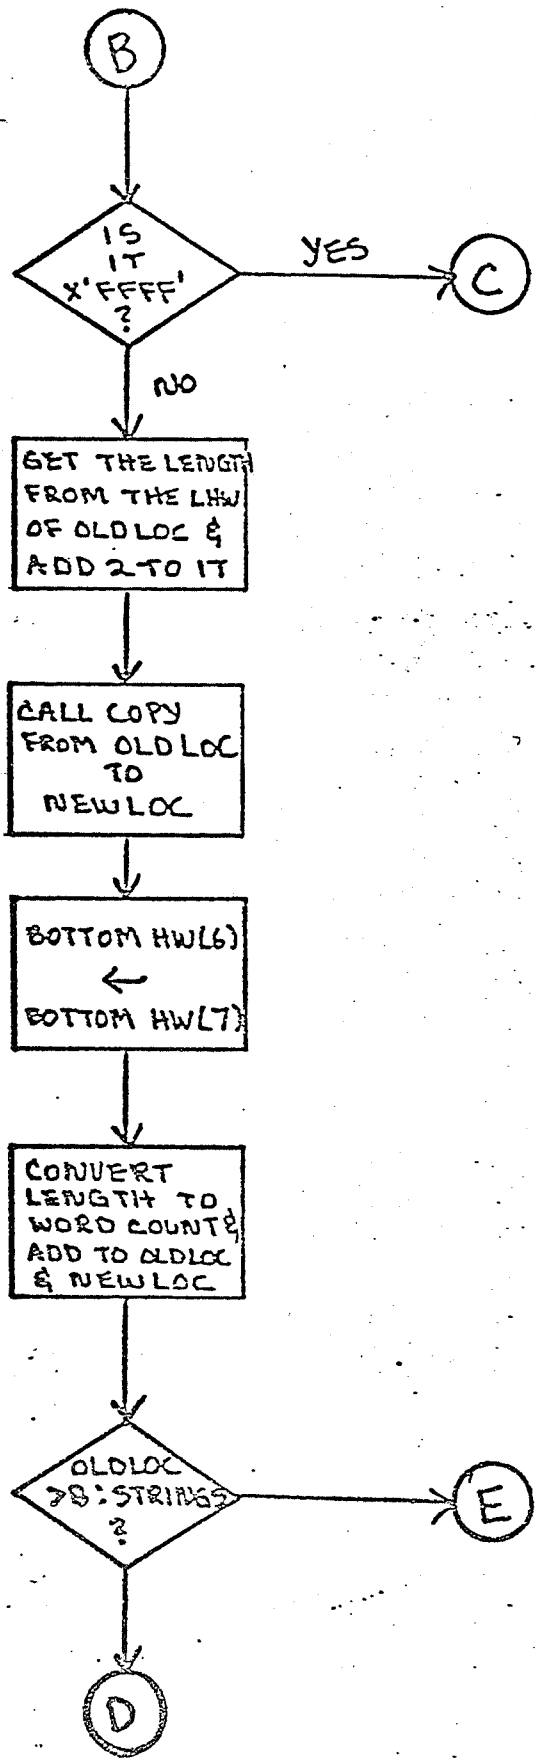 B
IS
IT
X'FFFF'
?
YES
C
NO
GET THE LENGTH
FROM THE LHW
OF OLDLOC &
ADD 2 TO IT
CALL COPY
FROM OLDLOC
TO
NEWLOC
BOTTOM HW(6)
←
BOTTOM HW(7)
CONVERT
LENGTH TO
WORD COUNT &
ADD TO OLDLOC
& NEWLOC
OLDLOC
>B:STRINGS
?
E
D